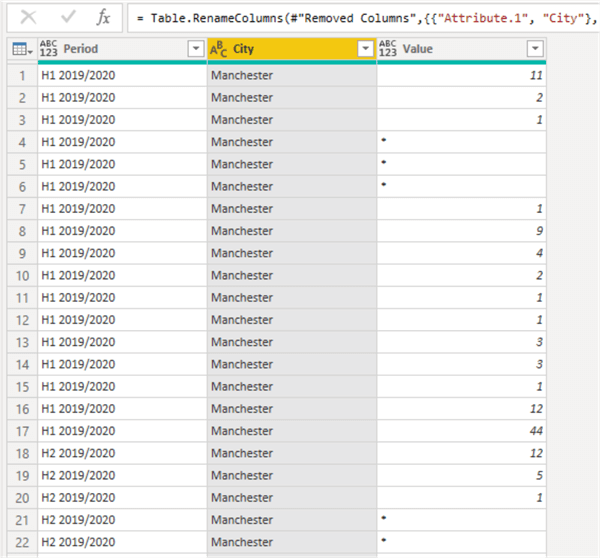 = Table.RenameColumns(#"Removed Columns",{{"Attribute.1", "City"},
ABC 123 Period ABC City ABC 123 Value
1 H1 2019/2020 Manchester 11
2 H1 2019/2020 Manchester 2
3 H1 2019/2020 Manchester 1
4 H1 2019/2020 Manchester *
5 H1 2019/2020 Manchester *
6 H1 2019/2020 Manchester *
7 H1 2019/2020 Manchester 1
8 H1 2019/2020 Manchester 9
9 H1 2019/2020 Manchester 4
10 H1 2019/2020 Manchester 2
11 H1 2019/2020 Manchester 1
12 H1 2019/2020 Manchester 1
13 H1 2019/2020 Manchester 3
14 H1 2019/2020 Manchester 3
15 H1 2019/2020 Manchester 1
16 H1 2019/2020 Manchester 12
17 H1 2019/2020 Manchester 44
18 H2 2019/2020 Manchester 12
19 H2 2019/2020 Manchester 5
20 H2 2019/2020 Manchester 1
21 H2 2019/2020 Manchester *
22 H2 2019/2020 Manchester *